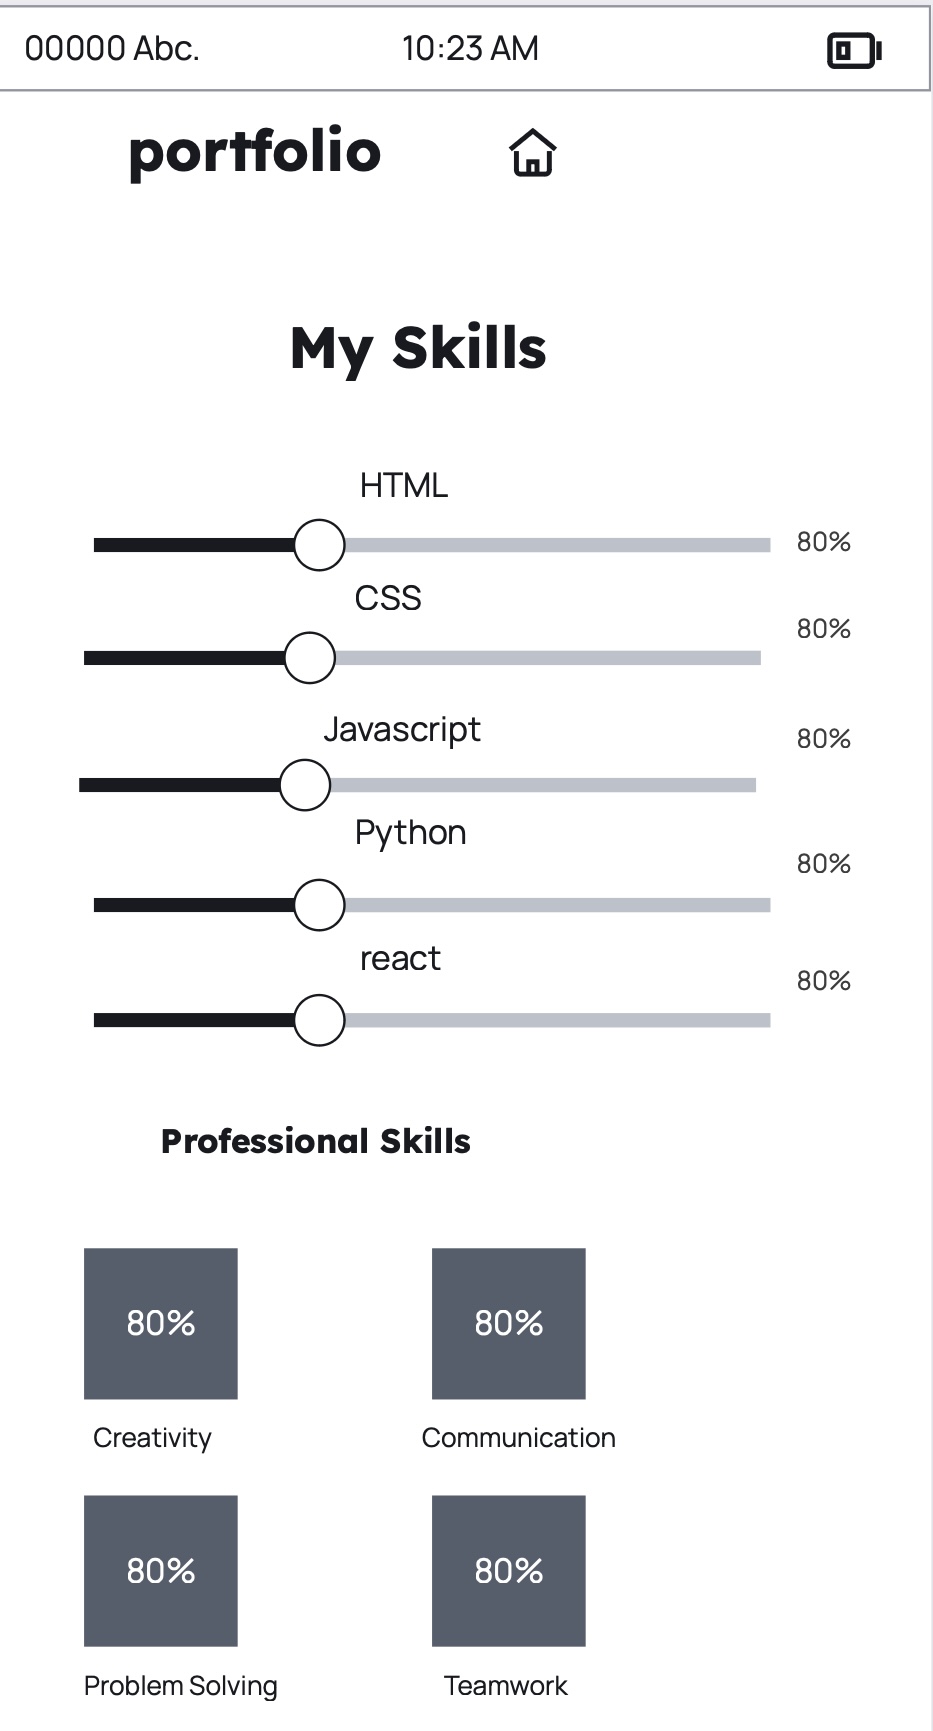 00000 Abc. 10:23 AM
portfolio
My Skills
HTML
80%
CSS
80%
Javascript
80%
Python
80%
react
80%
Professional Skills
80% 80%
Creativity Communication
80% 80%
Problem Solving Teamwork